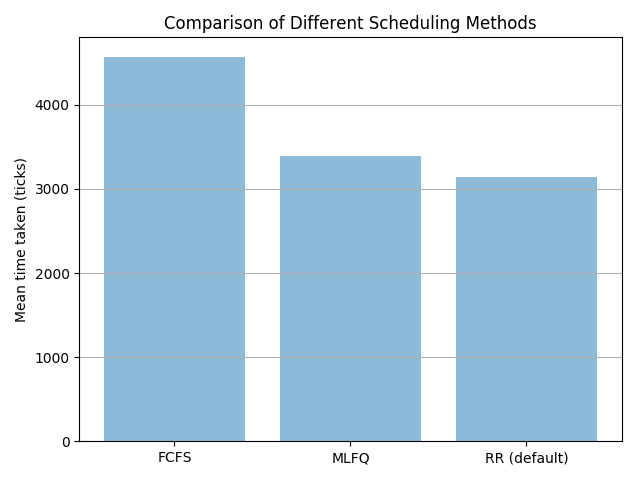 Comparison of Different Scheduling Methods
Mean time taken (ticks)
4000
3000
2000
1000
0
FCFS
MLFQ
RR (default)